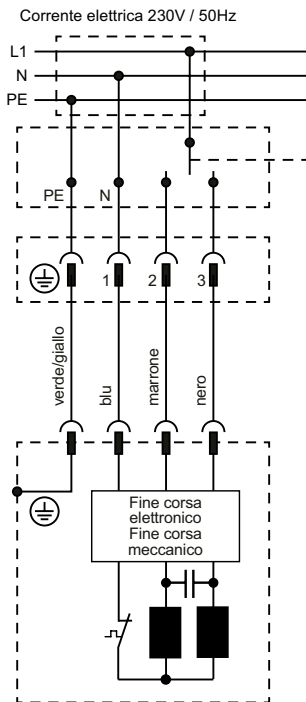 Corrente elettrica 230V / 50Hz
L1
N
PE
PE N
1 2 3
verde/giallo
blu
marrone
nero
Fine corsa
elettronico
Fine corsa
meccanico